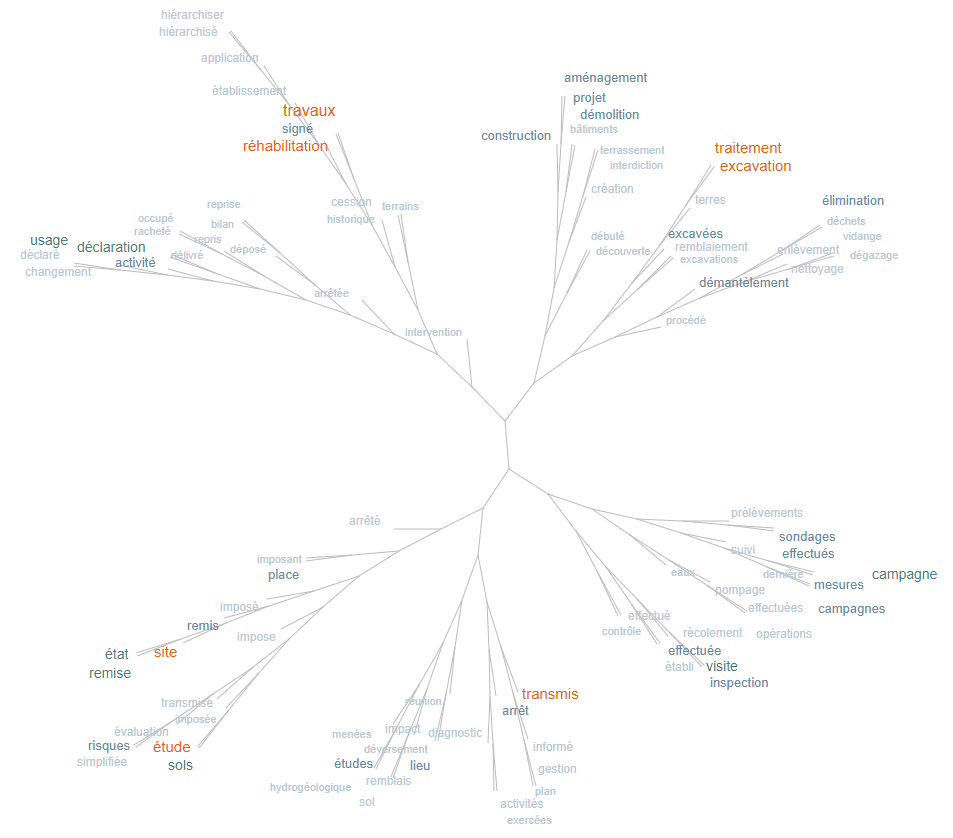 hiérarchiser
hiérarchisé
application
établissement
travaux
signé
réhabilitation
cession
terrains
historique
reprise
occupé
bilan
racheté
repris
usage
déclaration
déposé
déclaré
délivré
activité
changement
arrêtée
intervention
aménagement
projet
démolition
bâtiments
construction
terrassement
interdiction
création
débuté
découverte
traitement
excavation
terres
excavées
remblaiement
excavations
élimination
déchets
vidange
enlèvement
dégazage
nettoyage
démantèlement
procédé
arrêté
imposant
place
imposé
remis
impose
état
site
remise
transmise
imposée
évaluation
risques
étude
simplifiée
sols
réunion
menées
impact
diagnostic
déversement
études
lieu
hydrogéologique
remblais
sol
transmis
arrêt
informé
gestion
plan
activités
exercées
prélèvements
sondages
suivi
effectués
eaux
dernière
campagne
mesures
pompage
effectuées
campagnes
effectué
contrôle
récolement
opérations
effectuée
établi
visite
inspection